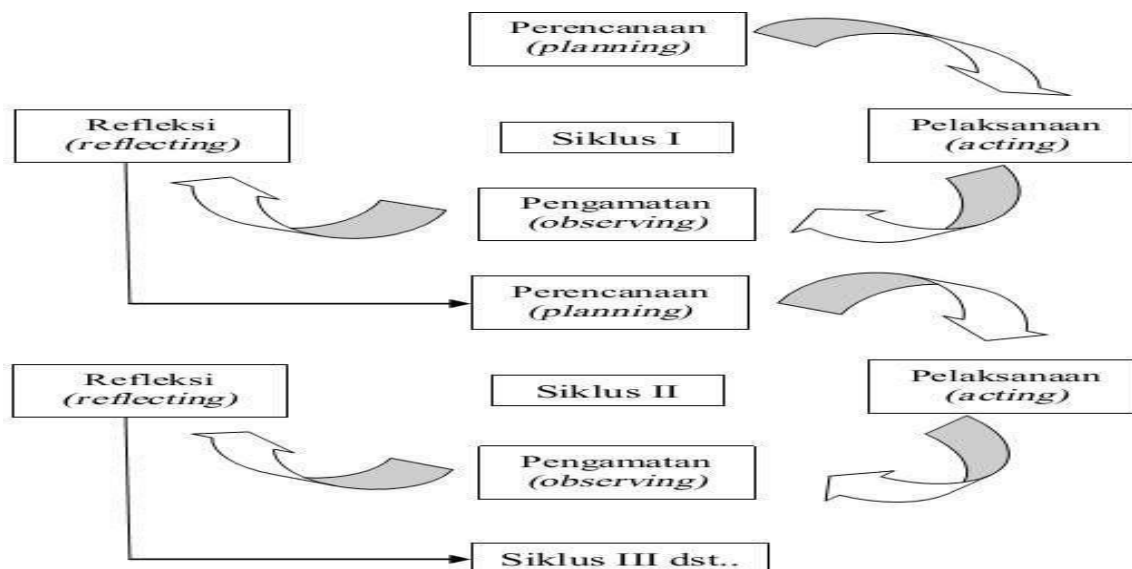 Perencanaan
(planning)
Refleksi
(reflecting)
Siklus I
Pelaksanaan
(acting)
Pengamatan
(observing)
Perencanaan
(planning)
Refleksi
(reflecting)
Siklus II
Pelaksanaan
(acting)
Pengamatan
(observing)
Siklus III dst..